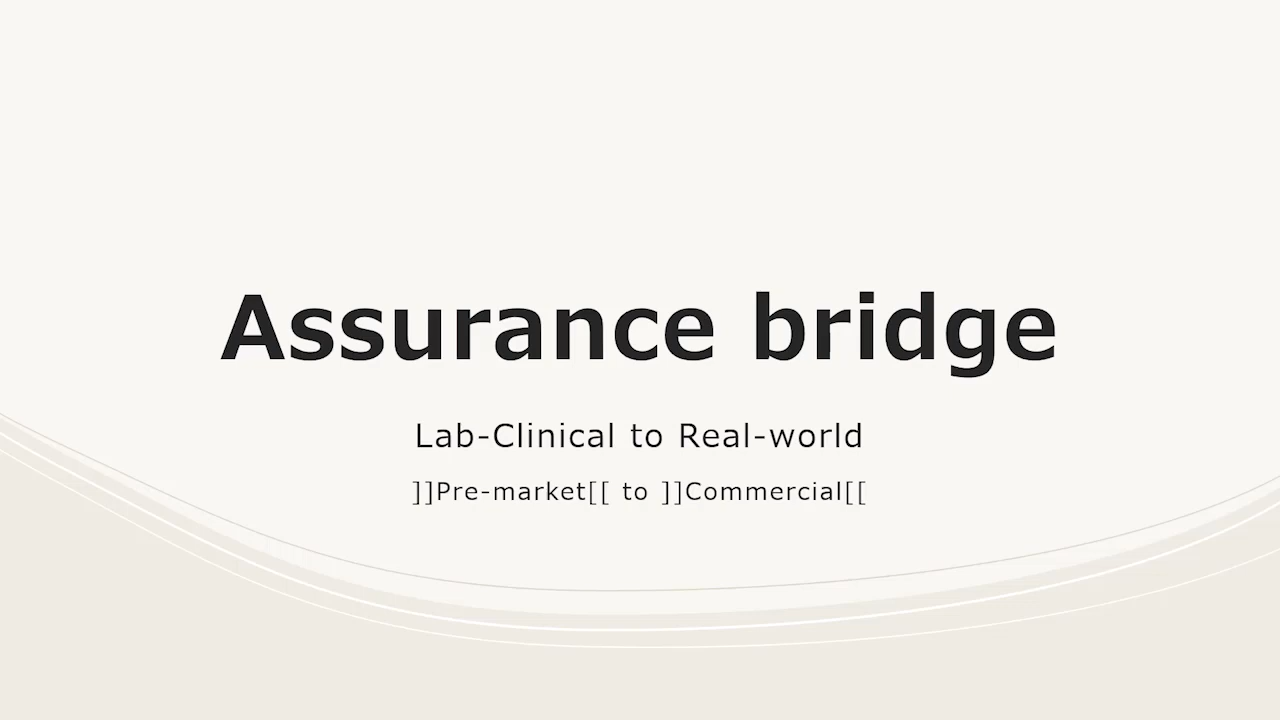 Assurance bridge
Lab-Clinical to Real-world
]]Pre-market[[ to ]]Commercial[[